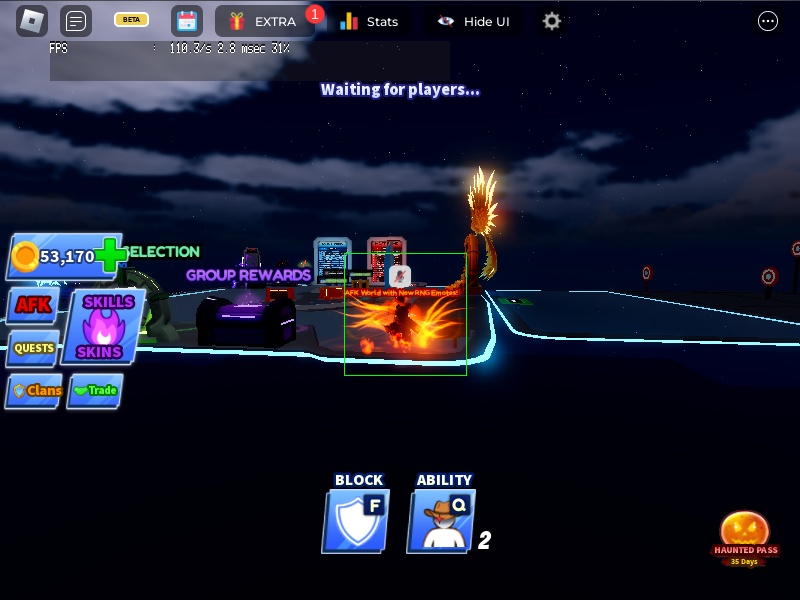 BETA
EXTRA
1
Stats
Hide UI
FPS : 110.3/s 2.8 msec 31%
Waiting for players...
53,170
SELECTION
GROUP REWARDS
AFK World with New RNG Emotes!
AFK
SKILLS
SKINS
QUESTS
Clans
Trade
BLOCK
F
ABILITY
Q
2
HAUNTED PASS
35 Days